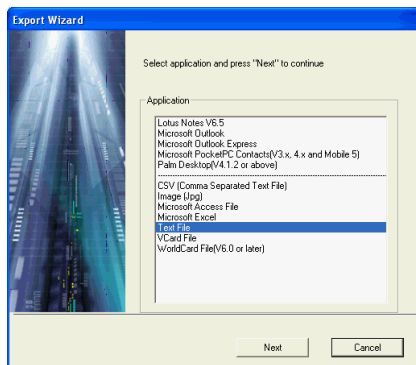 Export Wizard
Select application and press "Next" to continue
Application
Lotus Notes V6.5
Microsoft Outlook
Microsoft Outlook Express
Microsoft PocketPC Contacts(V3.x, 4.x and Mobile 5)
Palm Desktop(V4.1.2 or above)
CSV (Comma Separated Text File)
Image (Jpg)
Microsoft Access File
Microsoft Excel
Text File
VCard File
WorldCard File(V6.0 or later)
Next
Cancel